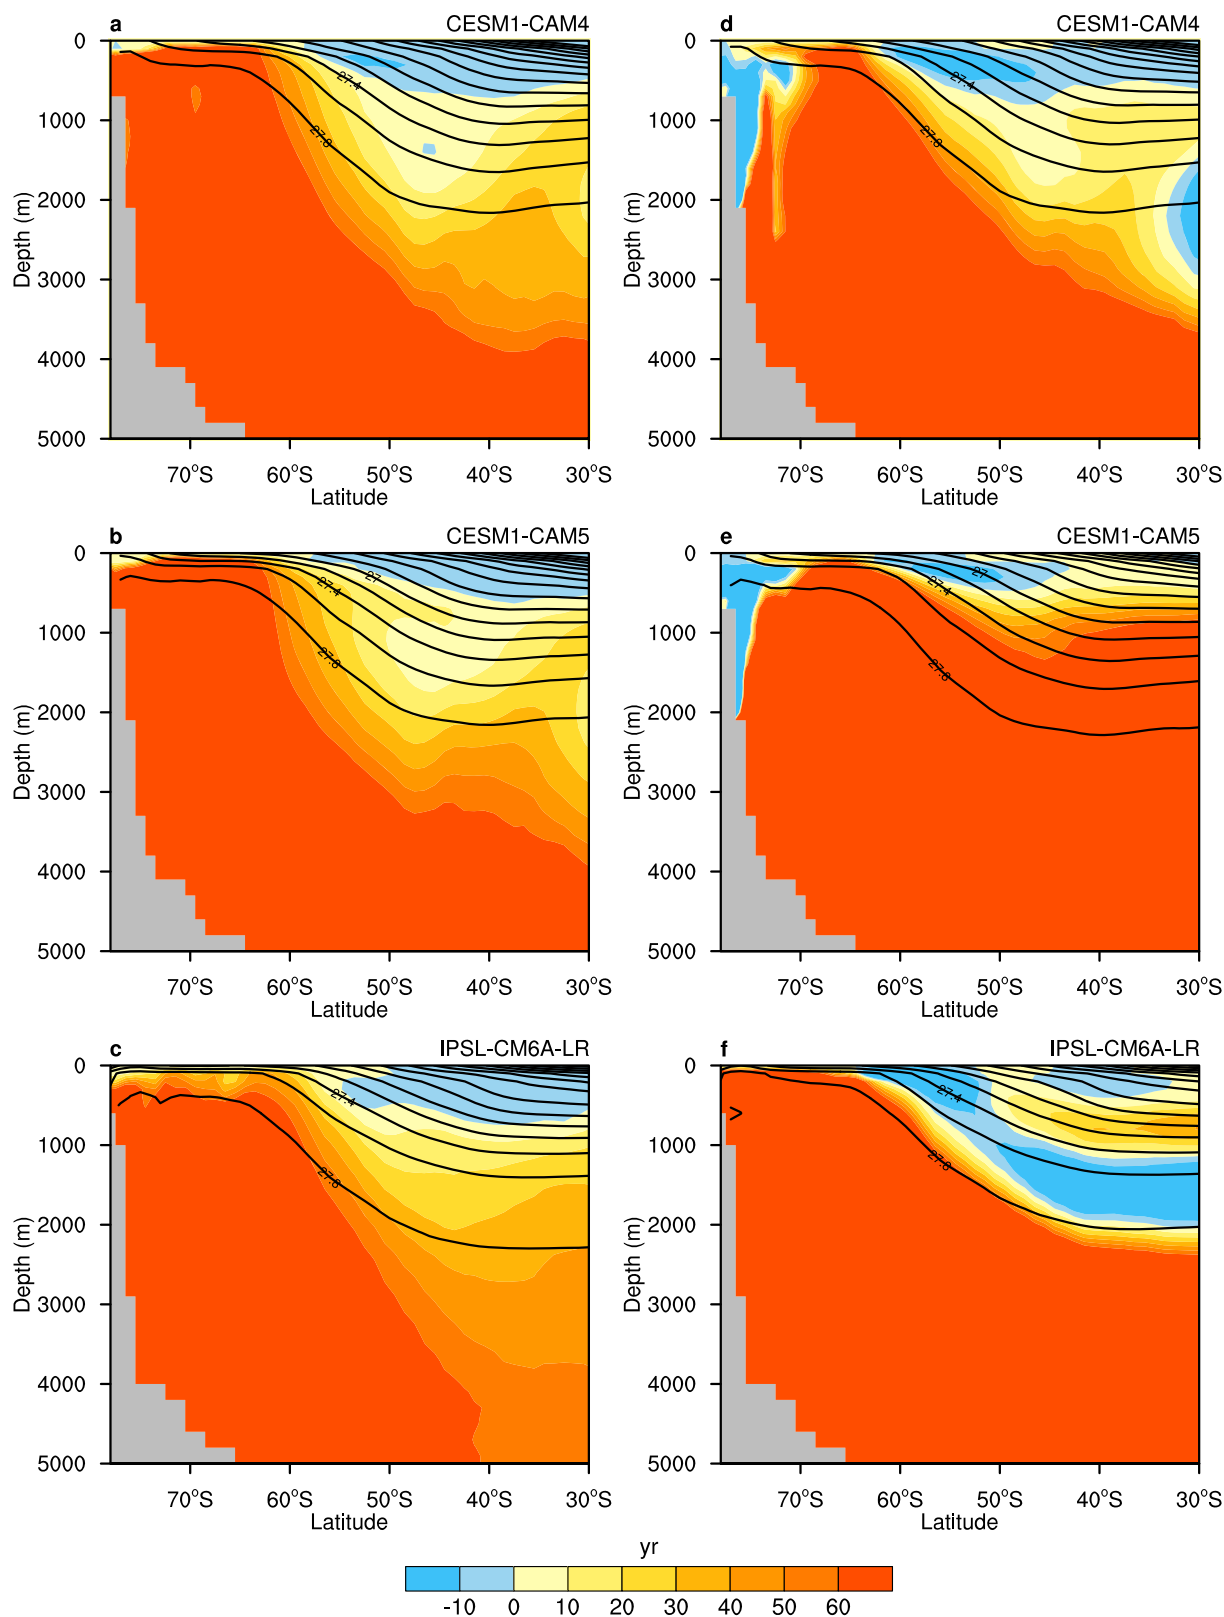 a CESM1-CAM4
0
1000
2000
3000
4000
5000
Depth (m)
27.4
27.8
70°S 60°S 50°S 40°S 30°S
Latitude
d CESM1-CAM4
0
1000
2000
3000
4000
5000
Depth (m)
27.4
27.8
70°S 60°S 50°S 40°S 30°S
Latitude
b CESM1-CAM5
0
1000
2000
3000
4000
5000
Depth (m)
27
27.4
27.8
70°S 60°S 50°S 40°S 30°S
Latitude
e CESM1-CAM5
0
1000
2000
3000
4000
5000
Depth (m)
27
27.4
27.8
70°S 60°S 50°S 40°S 30°S
Latitude
c IPSL-CM6A-LR
0
1000
2000
3000
4000
5000
Depth (m)
27.4
27.8
70°S 60°S 50°S 40°S 30°S
Latitude
f IPSL-CM6A-LR
0
1000
2000
3000
4000
5000
Depth (m)
27.4
27.8
70°S 60°S 50°S 40°S 30°S
Latitude
yr
-10 0 10 20 30 40 50 60